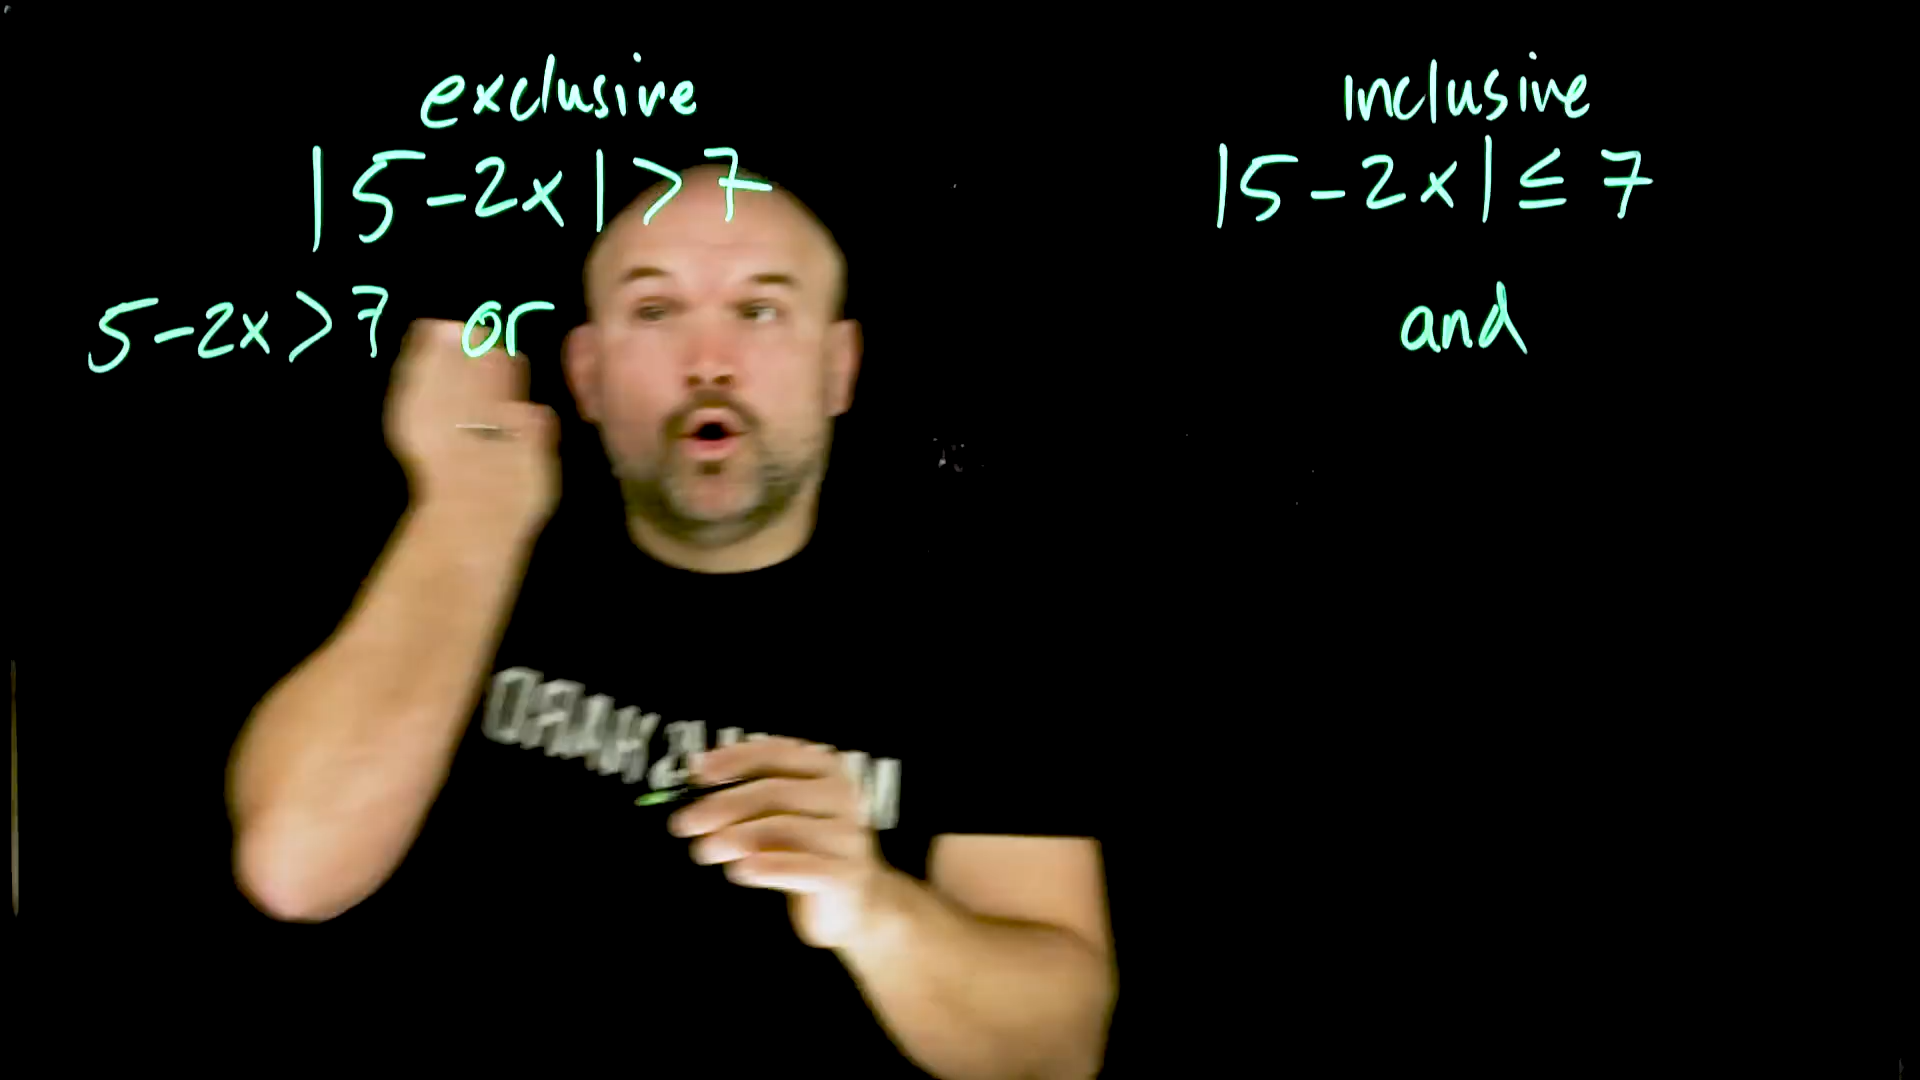 exclusive
|5-2x|>7
5-2x>7 or
inclusive
|5-2x|≤7
and